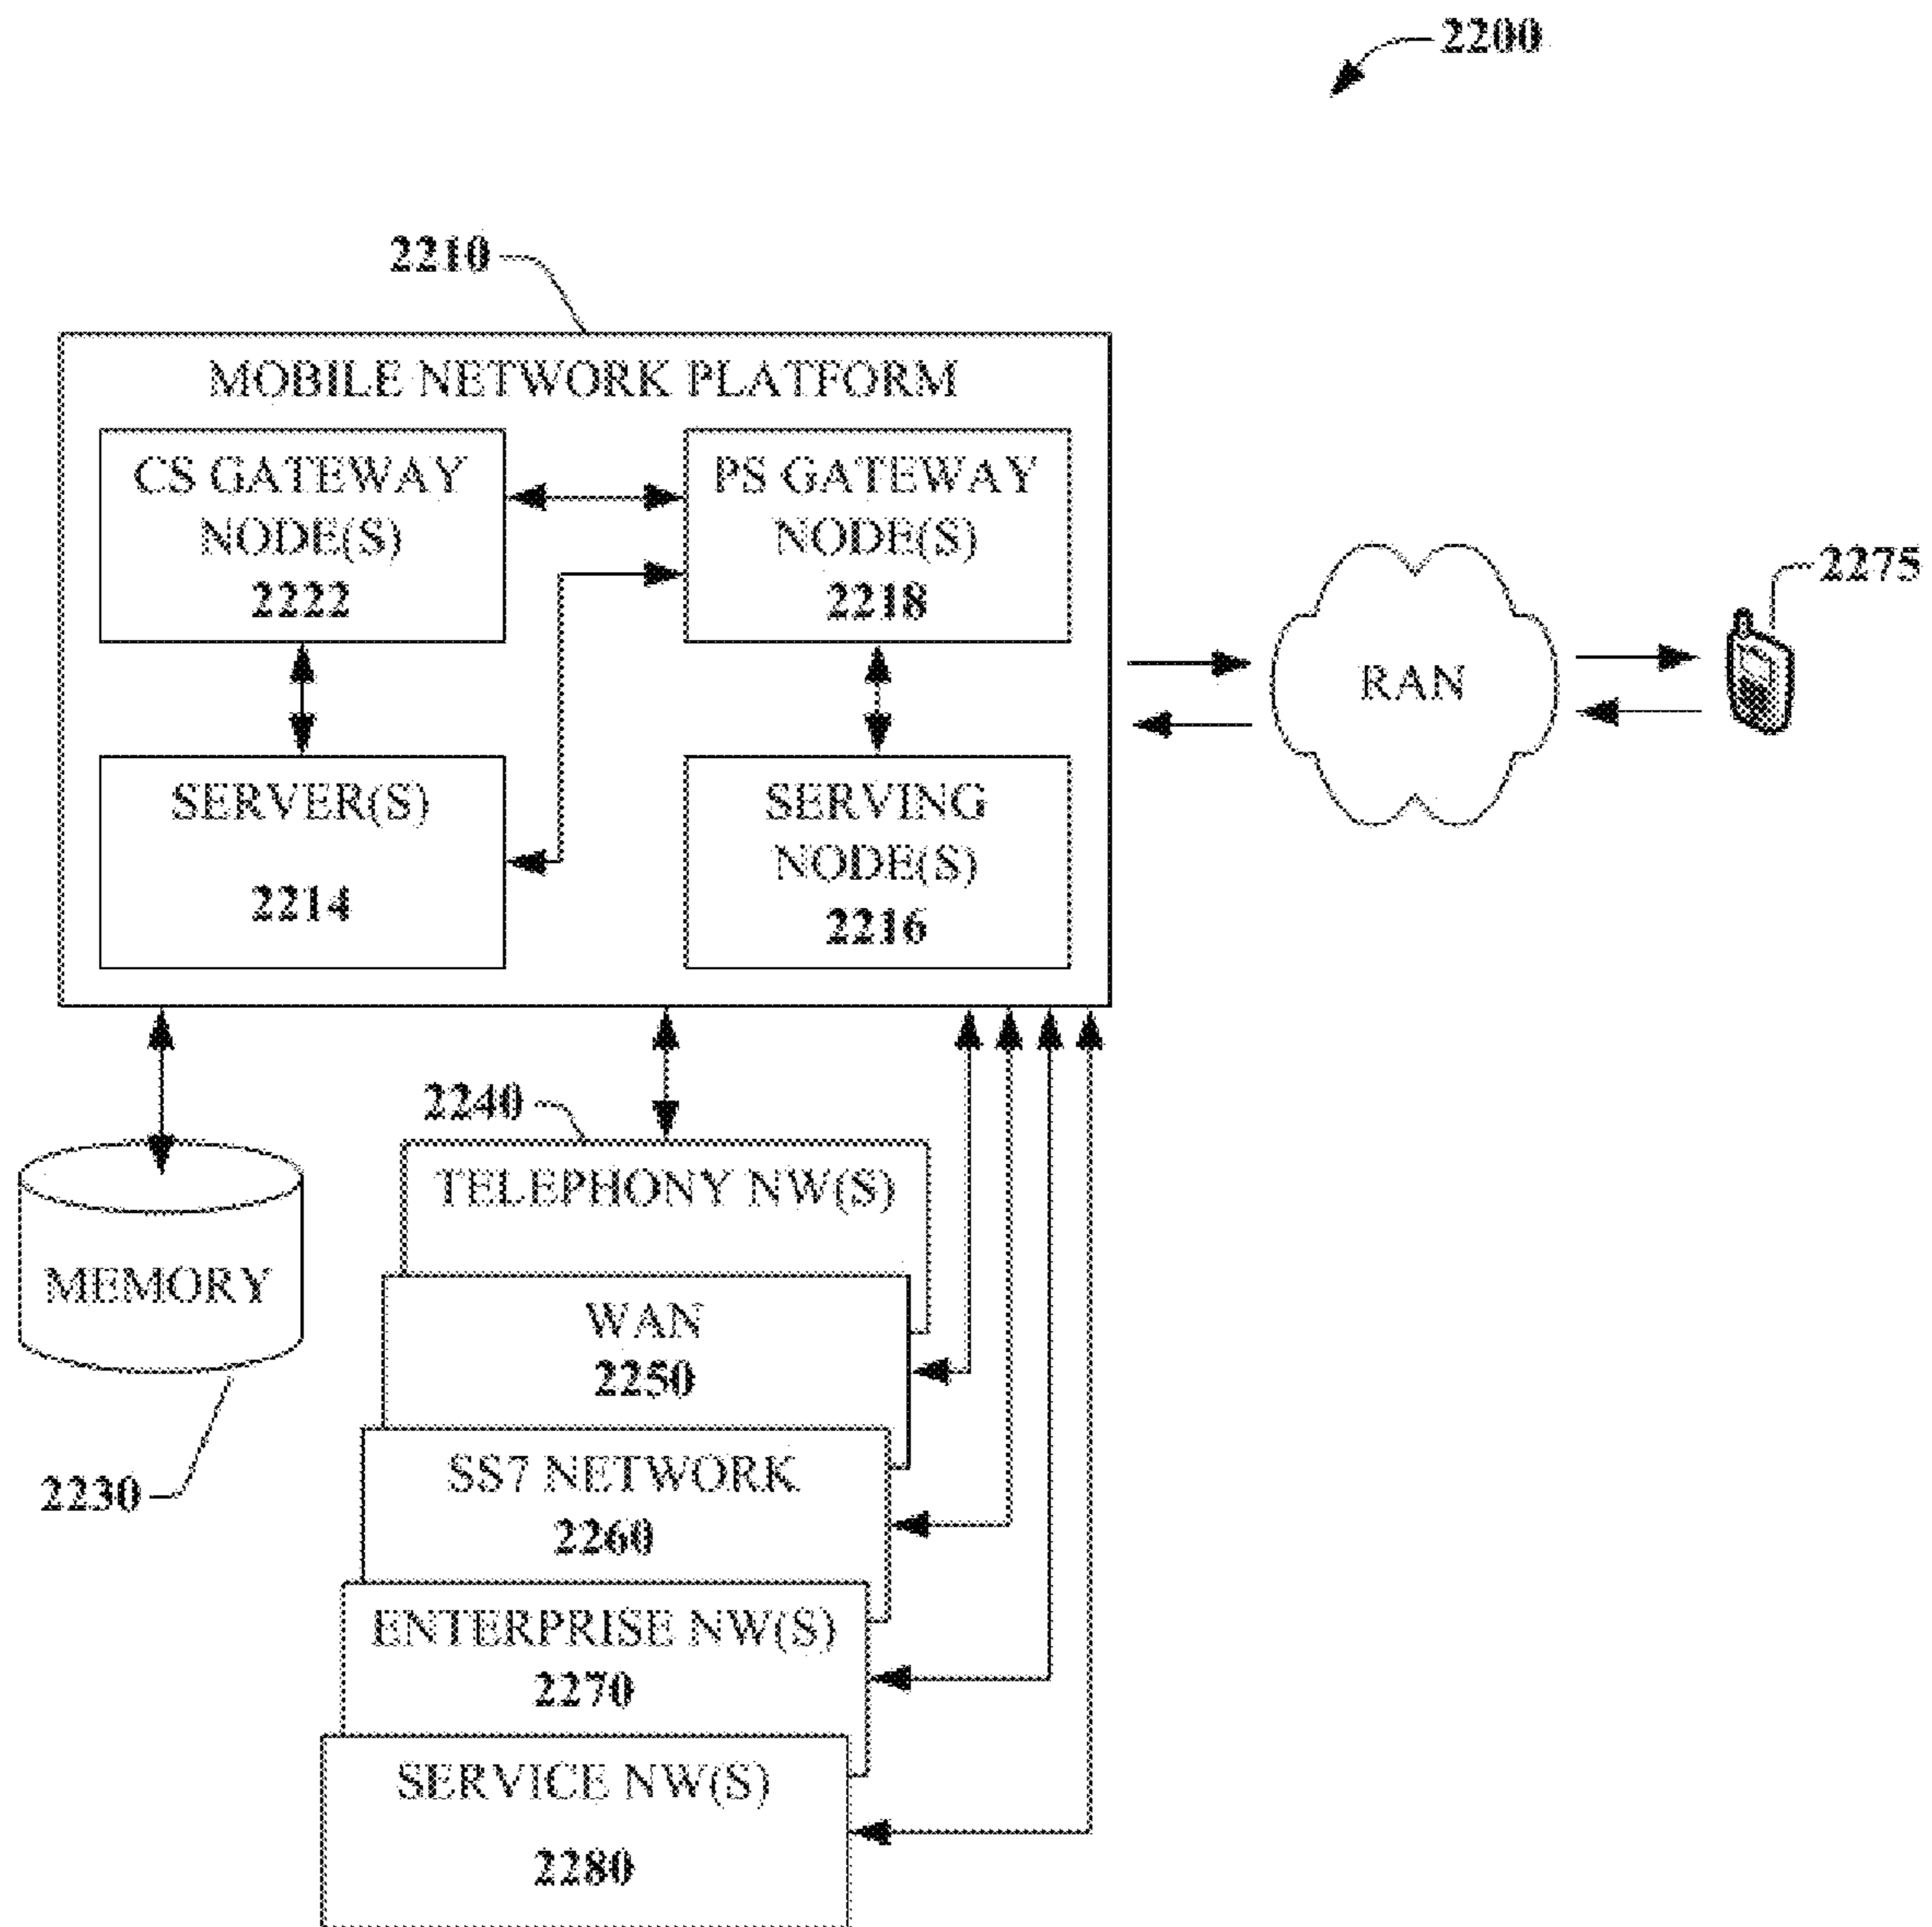 2200
2210
MOBILE NETWORK PLATFORM
CS GATEWAY
NODE(S)
2222
PS GATEWAY
NODE(S)
2218
2275
RAN
SERVER(S)
2214
SERVING
NODE(S)
2216
2240
TELEPHONY NW(S)
MEMORY
WAN
2250
2230
SS7 NETWORK
2260
ENTERPRISE NW(S)
2270
SERVICE NW(S)
2280